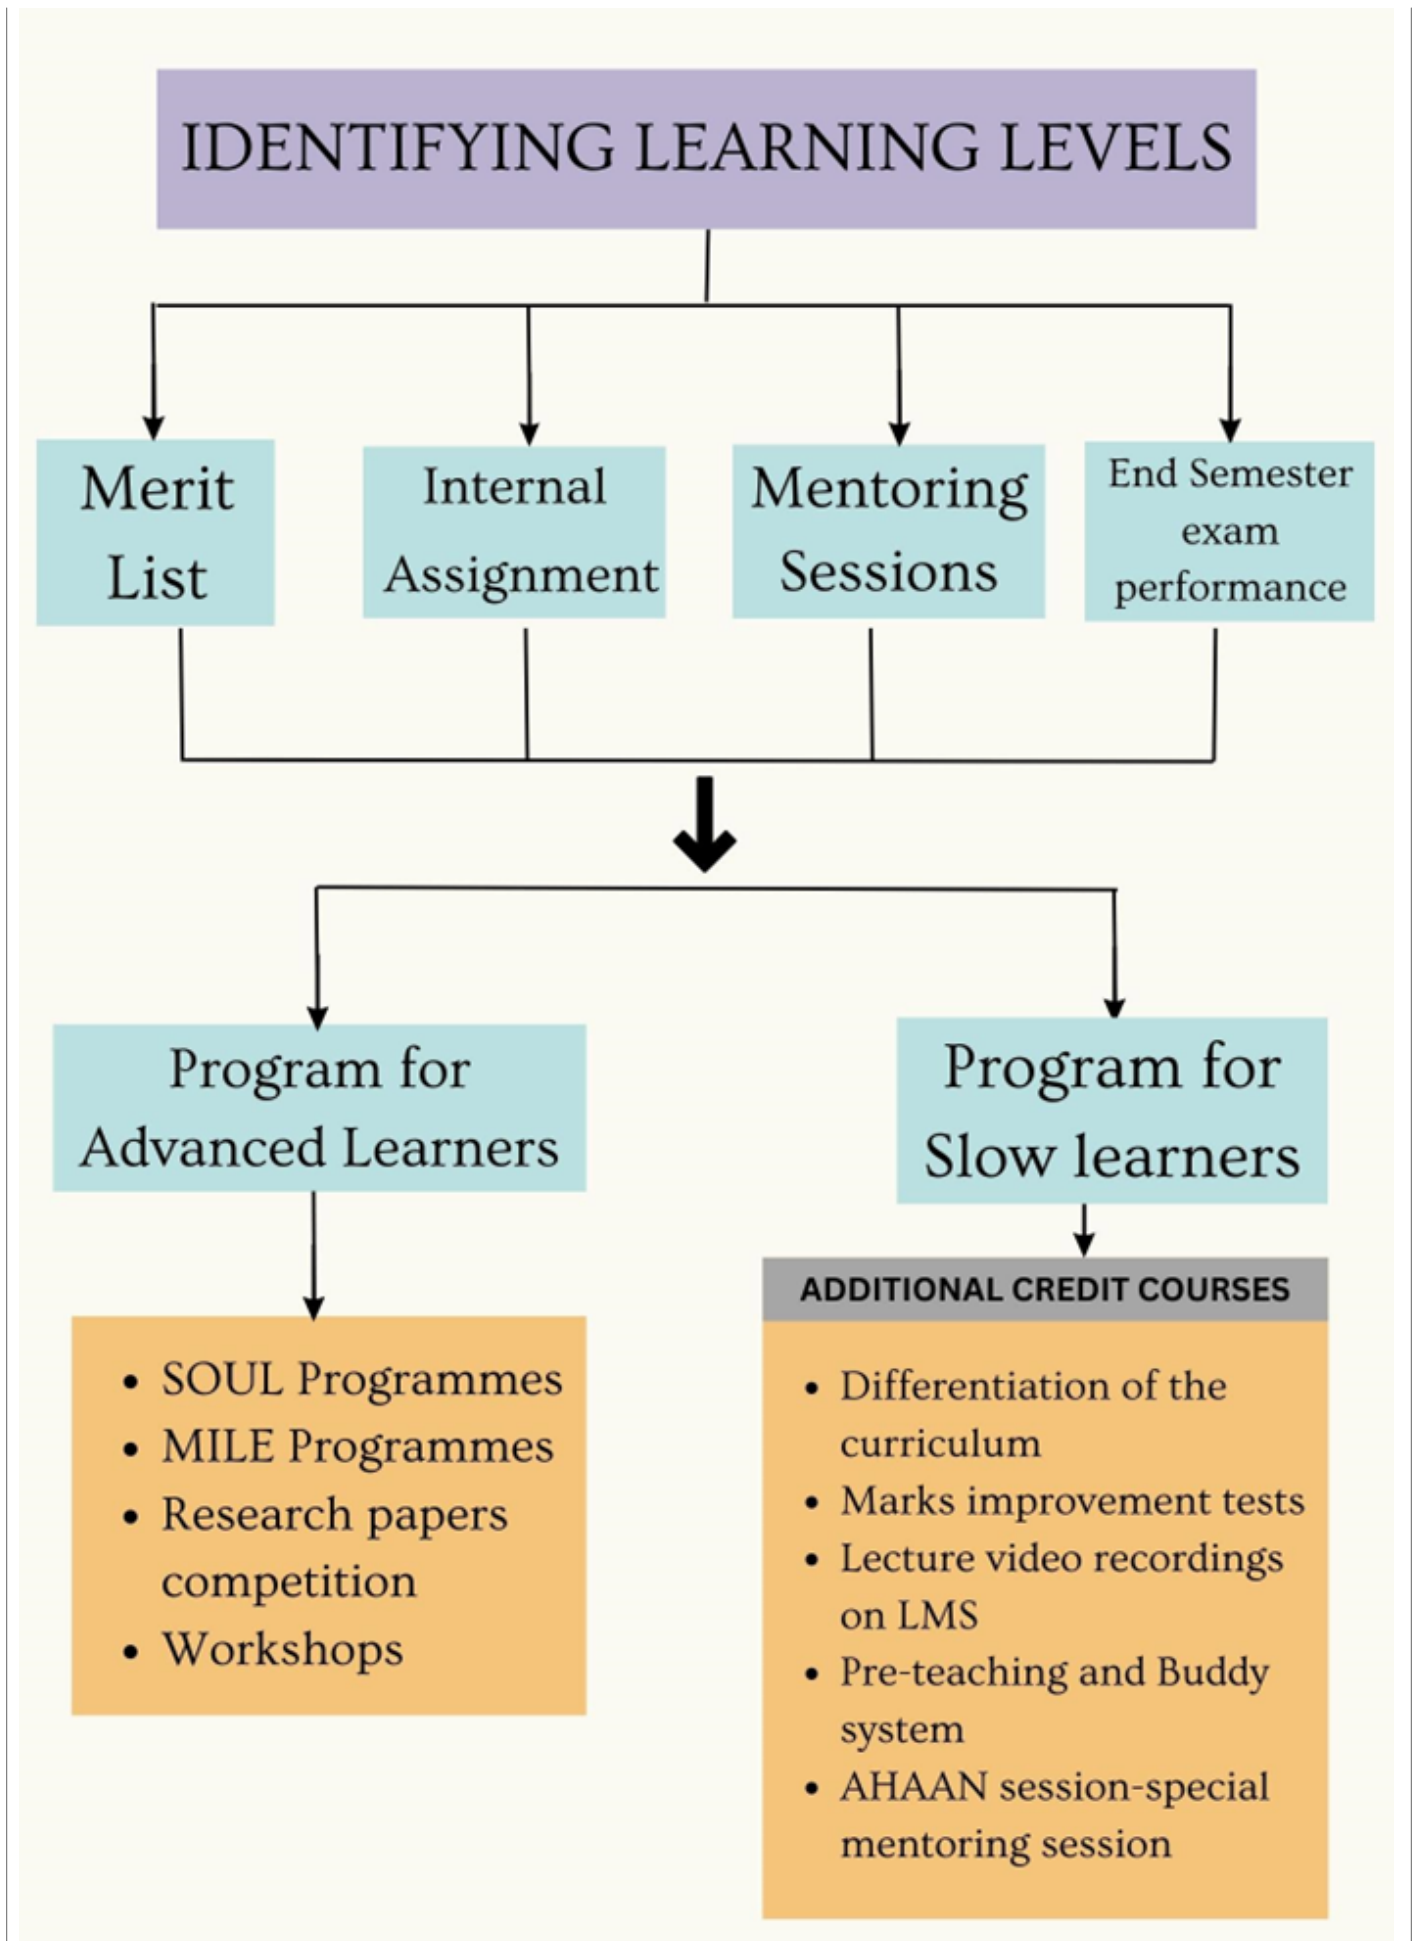 IDENTIFYING LEARNING LEVELS
Merit
List
Internal
Assignment
Mentoring
Sessions
End Semester
exam
performance
Program for
Advanced Learners
Program for
Slow learners
• SOUL Programmes
• MILE Programmes
• Research papers
competition
• Workshops
ADDITIONAL CREDIT COURSES
• Differentiation of the
curriculum
• Marks improvement tests
• Lecture video recordings
on LMS
• Pre-teaching and Buddy
system
• AHAAN session-special
mentoring session